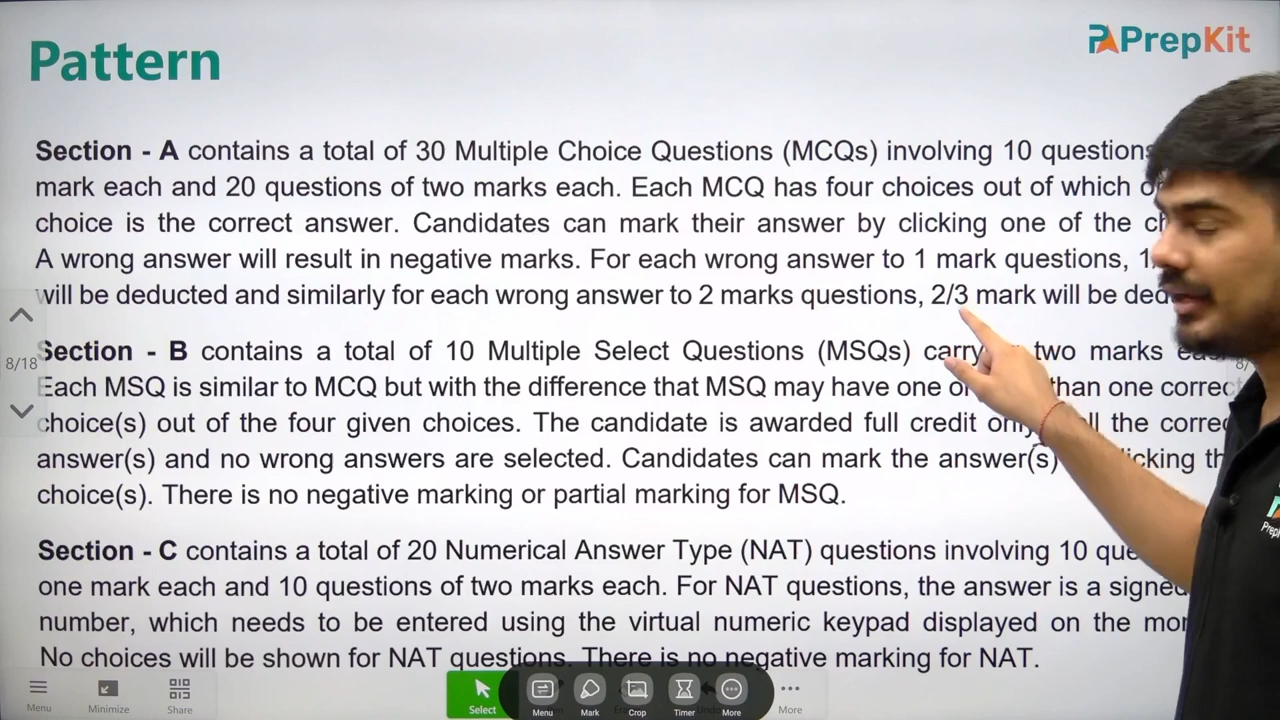 Pattern
PrepKit
Section - A contains a total of 30 Multiple Choice Questions (MCQs) involving 10 questions
mark each and 20 questions of two marks each. Each MCQ has four choices out of which
choice is the correct answer. Candidates can mark their answer by clicking one of the
A wrong answer will result in negative marks. For each wrong answer to 1 mark questions,
will be deducted and similarly for each wrong answer to 2 marks questions, 2/3 mark will be
8/18
Section - B contains a total of 10 Multiple Select Questions (MSQs) two marks
Each MSQ is similar to MCQ but with the difference that MSQ may have one than one
choice(s) out of the four given choices. The candidate is awarded full credit the
answer(s) and no wrong answers are selected. Candidates can mark the answer(s)
choice(s). There is no negative marking or partial marking for MSQ.
Section - C contains a total of 20 Numerical Answer Type (NAT) questions involving 10
one mark each and 10 questions of two marks each. For NAT questions, the answer is a signed
number, which needs to be entered using the virtual numeric keypad displayed on the
No choices will be shown for NAT questions. There is no negative marking for NAT.
Menu
Minimize
Share
Select
Menu
Mark
Crop
Timer
More
More